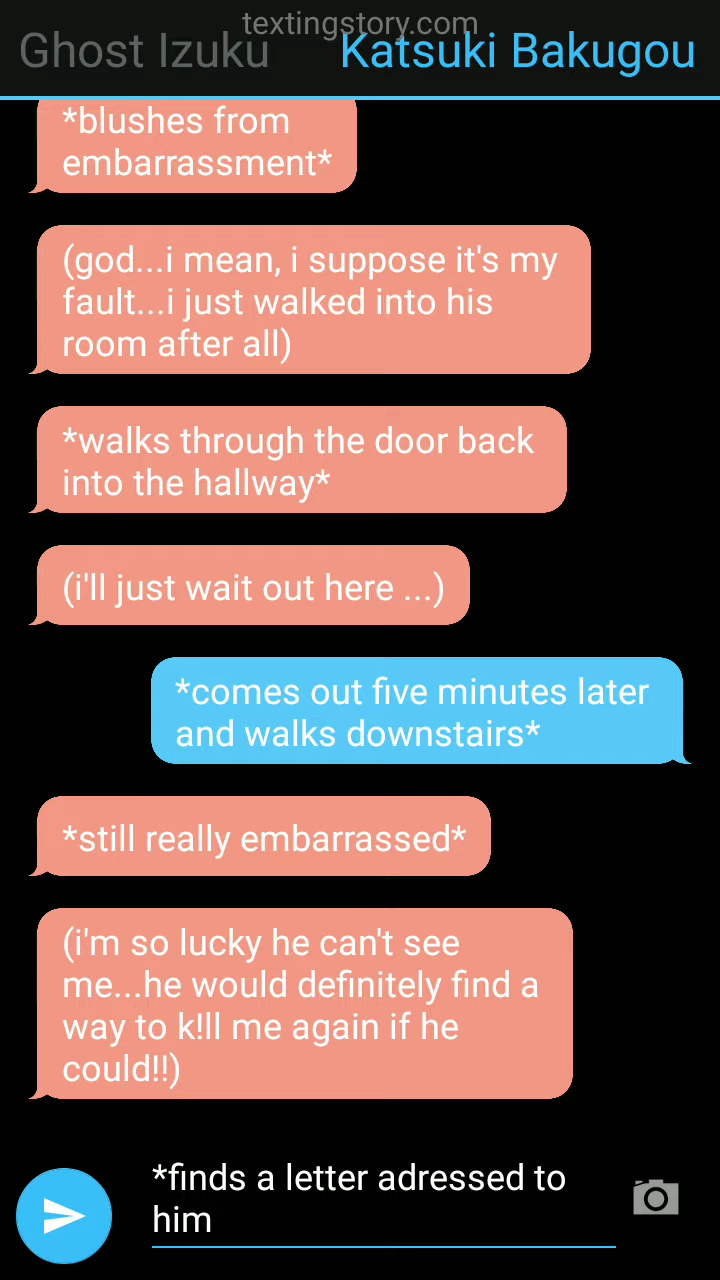 textingstory.com
Ghost Izuku Katsuki Bakugou
*blushes from
embarrassment*
(god...i mean, i suppose it's my
fault...i just walked into his
room after all)
*walks through the door back
into the hallway*
(i'll just wait out here ...)
*comes out five minutes later
and walks downstairs*
*still really embarrassed*
(i'm so lucky he can't see
me...he would definitely find a
way to k!ll me again if he
could!!)
*finds a letter adressed to
him